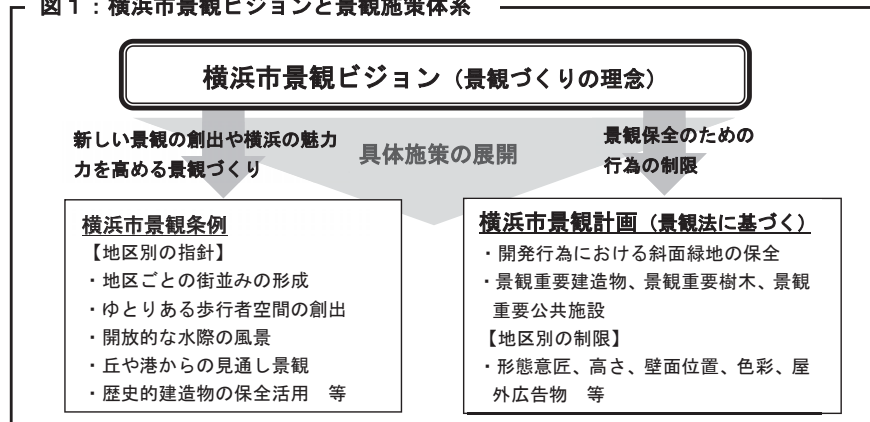 図１：横浜市景観ビジョンと景観施策体系
横浜市景観ビジョン（景観づくりの理念）
新しい景観の創出や横浜の魅力
力を高める景観づくり
具体施策の展開
景観保全のための
行為の制限
横浜市景観条例
【地区別の指針】
・地区ごとの街並みの形成
・ゆとりある歩行者空間の創出
・開放的な水際の風景
・丘や港からの見通し景観
・歴史的建造物の保全活用　等
横浜市景観計画（景観法に基づく）
・開発行為における斜面緑地の保全
・景観重要建造物、景観重要樹木、景観
重要公共施設
【地区別の制限】
・形態意匠、高さ、壁面位置、色彩、屋
外広告物　等